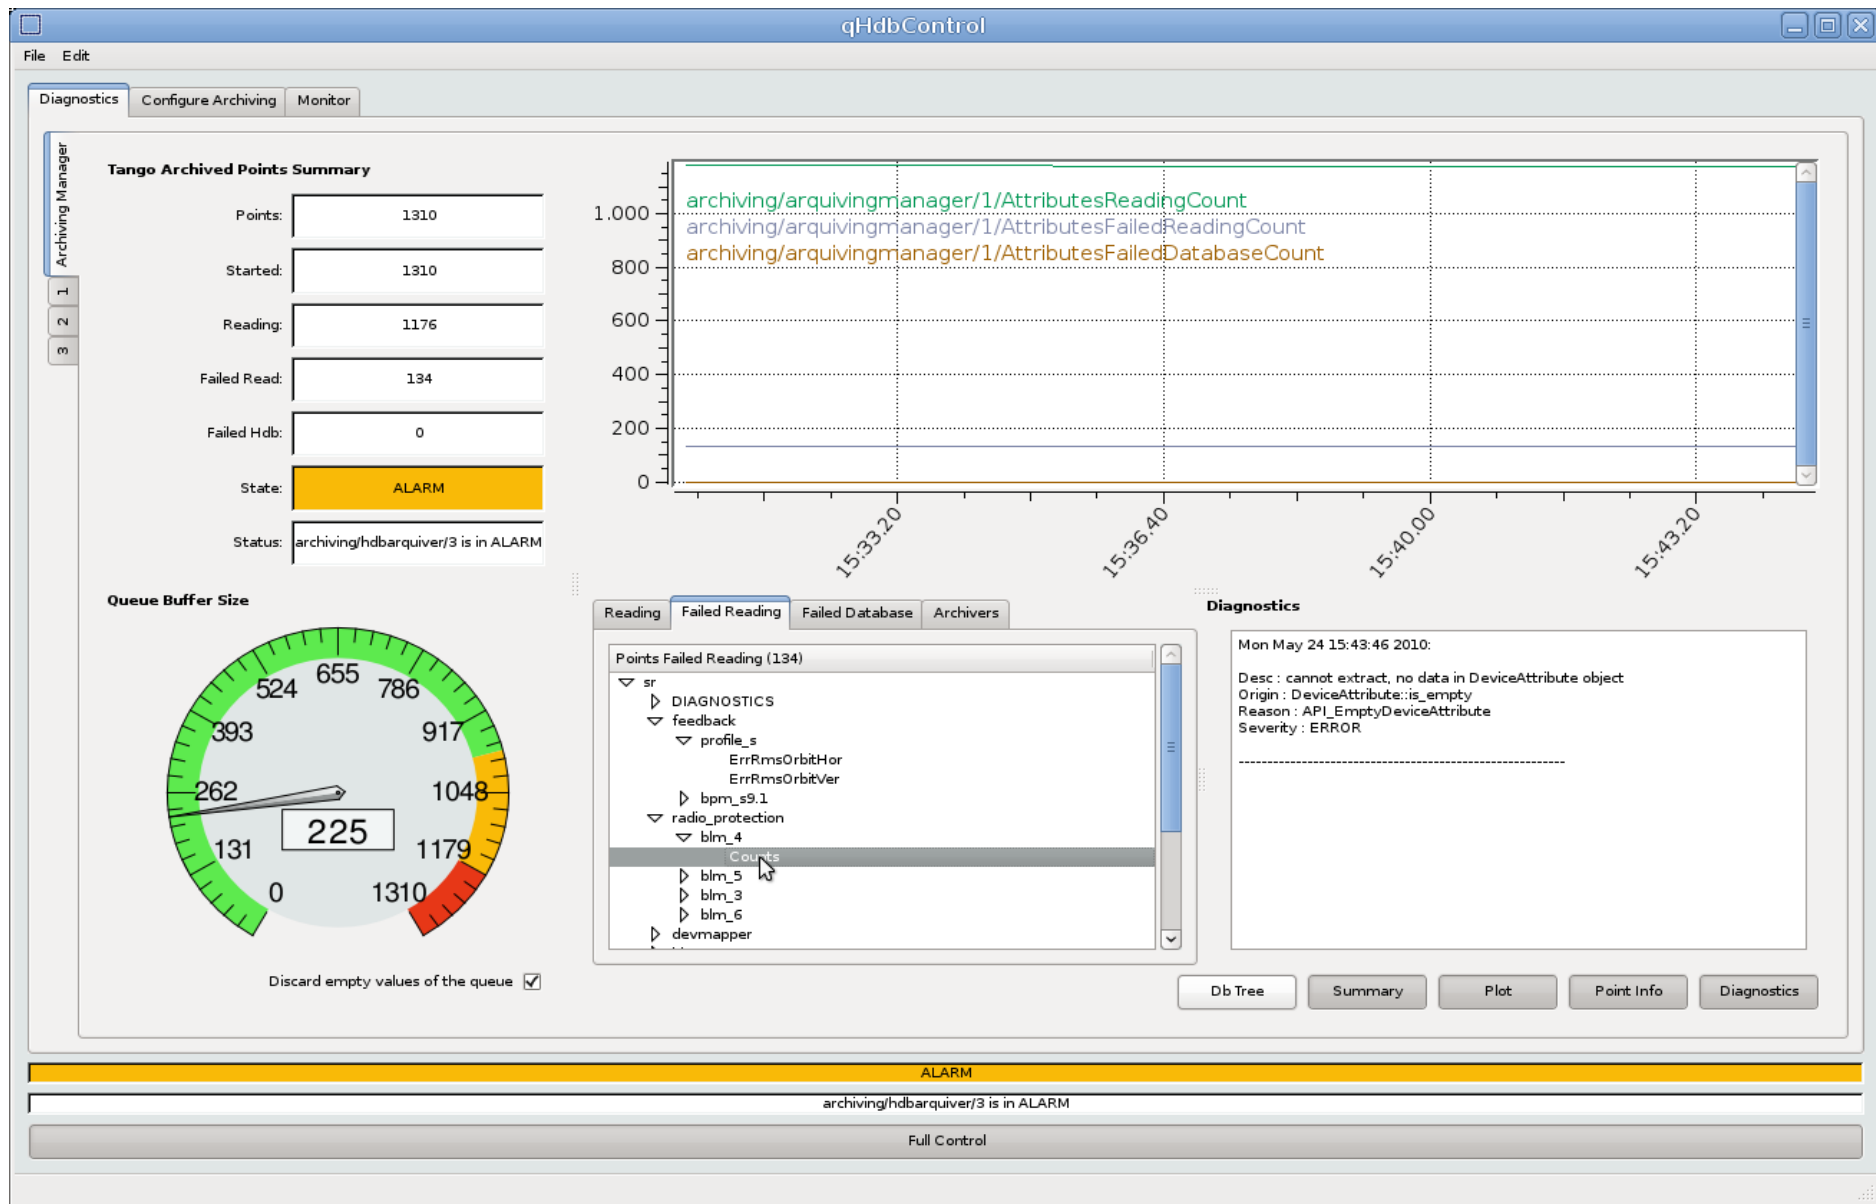 qHdbControl
File Edit
Diagnostics Configure Archiving Monitor
Archiving Manager
1
2
3
Tango Archived Points Summary
Points: 1310
Started: 1310
Reading: 1176
Failed Read: 134
Failed Hdb: 0
State: ALARM
Status: archiving/hdbarquiver/3 is in ALARM
archiving/arquivingmanager/1/AttributesReadingCount
archiving/arquivingmanager/1/AttributesFailedReadingCount
archiving/arquivingmanager/1/AttributesFailedDatabaseCount
1.000
800
600
400
200
0
15:33.20 15:36.40 15:40.00 15:43.20
Queue Buffer Size
0
131
262
393
524
655
786
917
1048
1179
1310
225
Discard empty values of the queue
Reading Failed Reading Failed Database Archivers
Points Failed Reading (134)
sr
DIAGNOSTICS
feedback
profile_s
ErrRmsOrbitHor
ErrRmsOrbitVer
bpm_s9.1
radio_protection
blm_4
Counts
blm_5
blm_3
blm_6
devmapper
Diagnostics
Mon May 24 15:43:46 2010:
Desc : cannot extract, no data in DeviceAttribute object
Origin : DeviceAttribute::is_empty
Reason : API_EmptyDeviceAttribute
Severity : ERROR
--------------------------------------------------------
Db Tree Summary Plot Point Info Diagnostics
ALARM
archiving/hdbarquiver/3 is in ALARM
Full Control